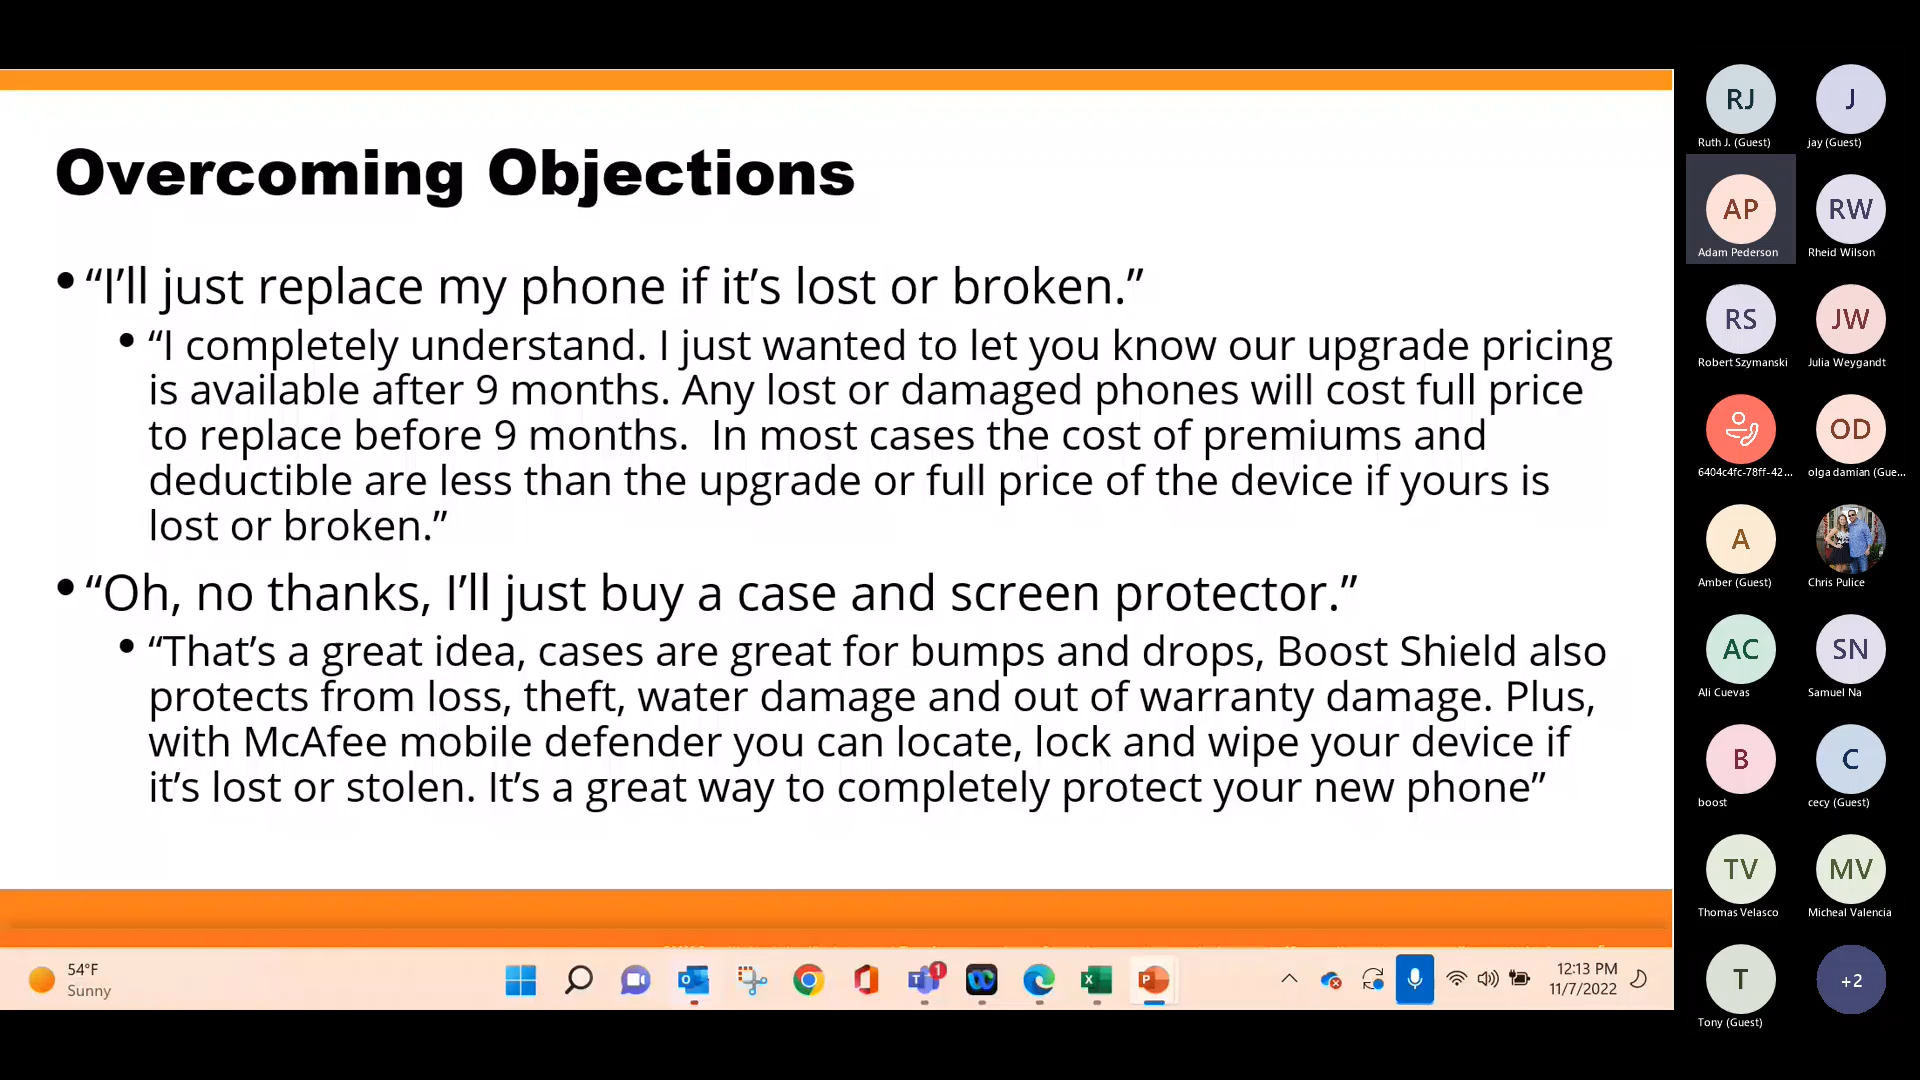 Overcoming Objections
• “I’ll just replace my phone if it’s lost or broken.”
• “I completely understand. I just wanted to let you know our upgrade pricing
is available after 9 months. Any lost or damaged phones will cost full price
to replace before 9 months.  In most cases the cost of premiums and
deductible are less than the upgrade or full price of the device if yours is
lost or broken.”
• “Oh, no thanks, I’ll just buy a case and screen protector.”
• “That’s a great idea, cases are great for bumps and drops, Boost Shield also
protects from loss, theft, water damage and out of warranty damage. Plus,
with McAfee mobile defender you can locate, lock and wipe your device if
it’s lost or stolen. It’s a great way to completely protect your new phone”
54°F
Sunny
1
12:13 PM
11/7/2022
RJ
Ruth J. (Guest)
J
jay (Guest)
AP
Adam Pederson
RW
Rheid Wilson
RS
Robert Szymanski
JW
Julia Weygandt
6404c4fc-78ff-42...
OD
olga damian (Gue...
A
Amber (Guest)
Chris Pulice
AC
Ali Cuevas
SN
Samuel Na
B
boost
C
cecy (Guest)
TV
Thomas Velasco
MV
Micheal Valencia
T
Tony (Guest)
+2